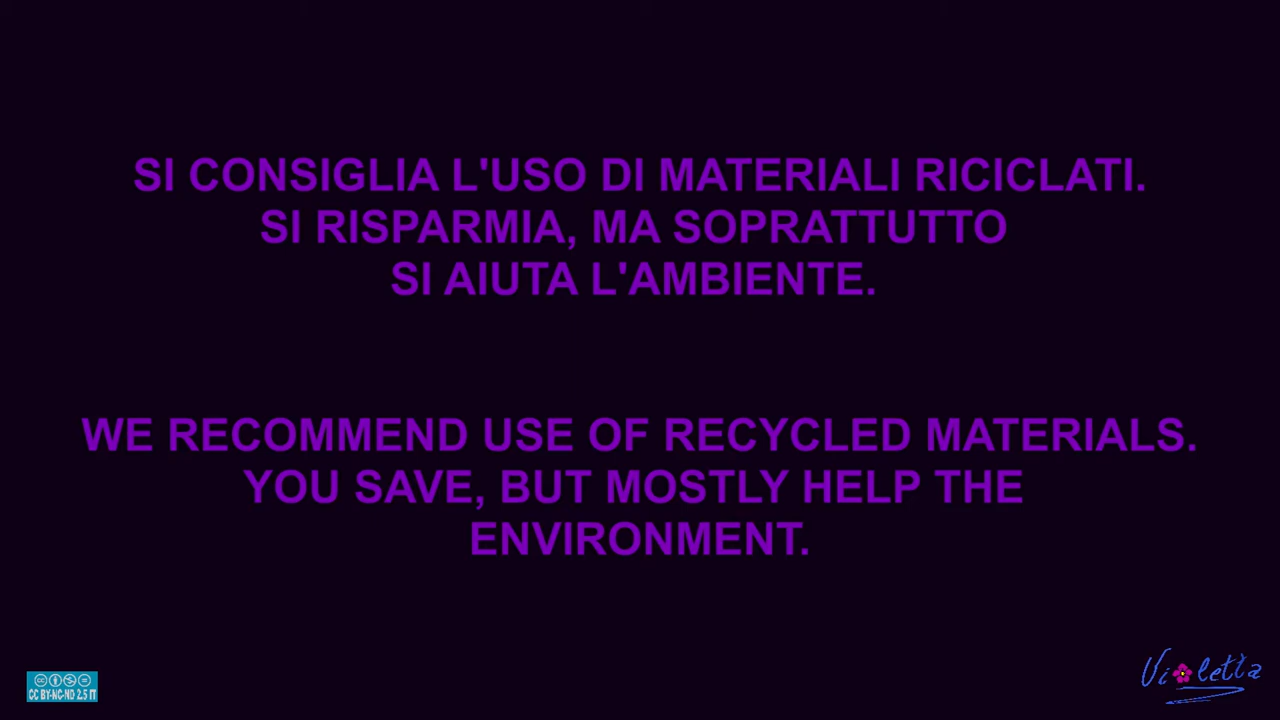 SI CONSIGLIA L'USO DI MATERIALI RICICLATI.
SI RISPARMIA, MA SOPRATTUTTO
SI AIUTA L'AMBIENTE.
WE RECOMMEND USE OF RECYCLED MATERIALS.
YOU SAVE, BUT MOSTLY HELP THE
ENVIRONMENT.
CC BY-NC-ND 2.5 IT
Violetta